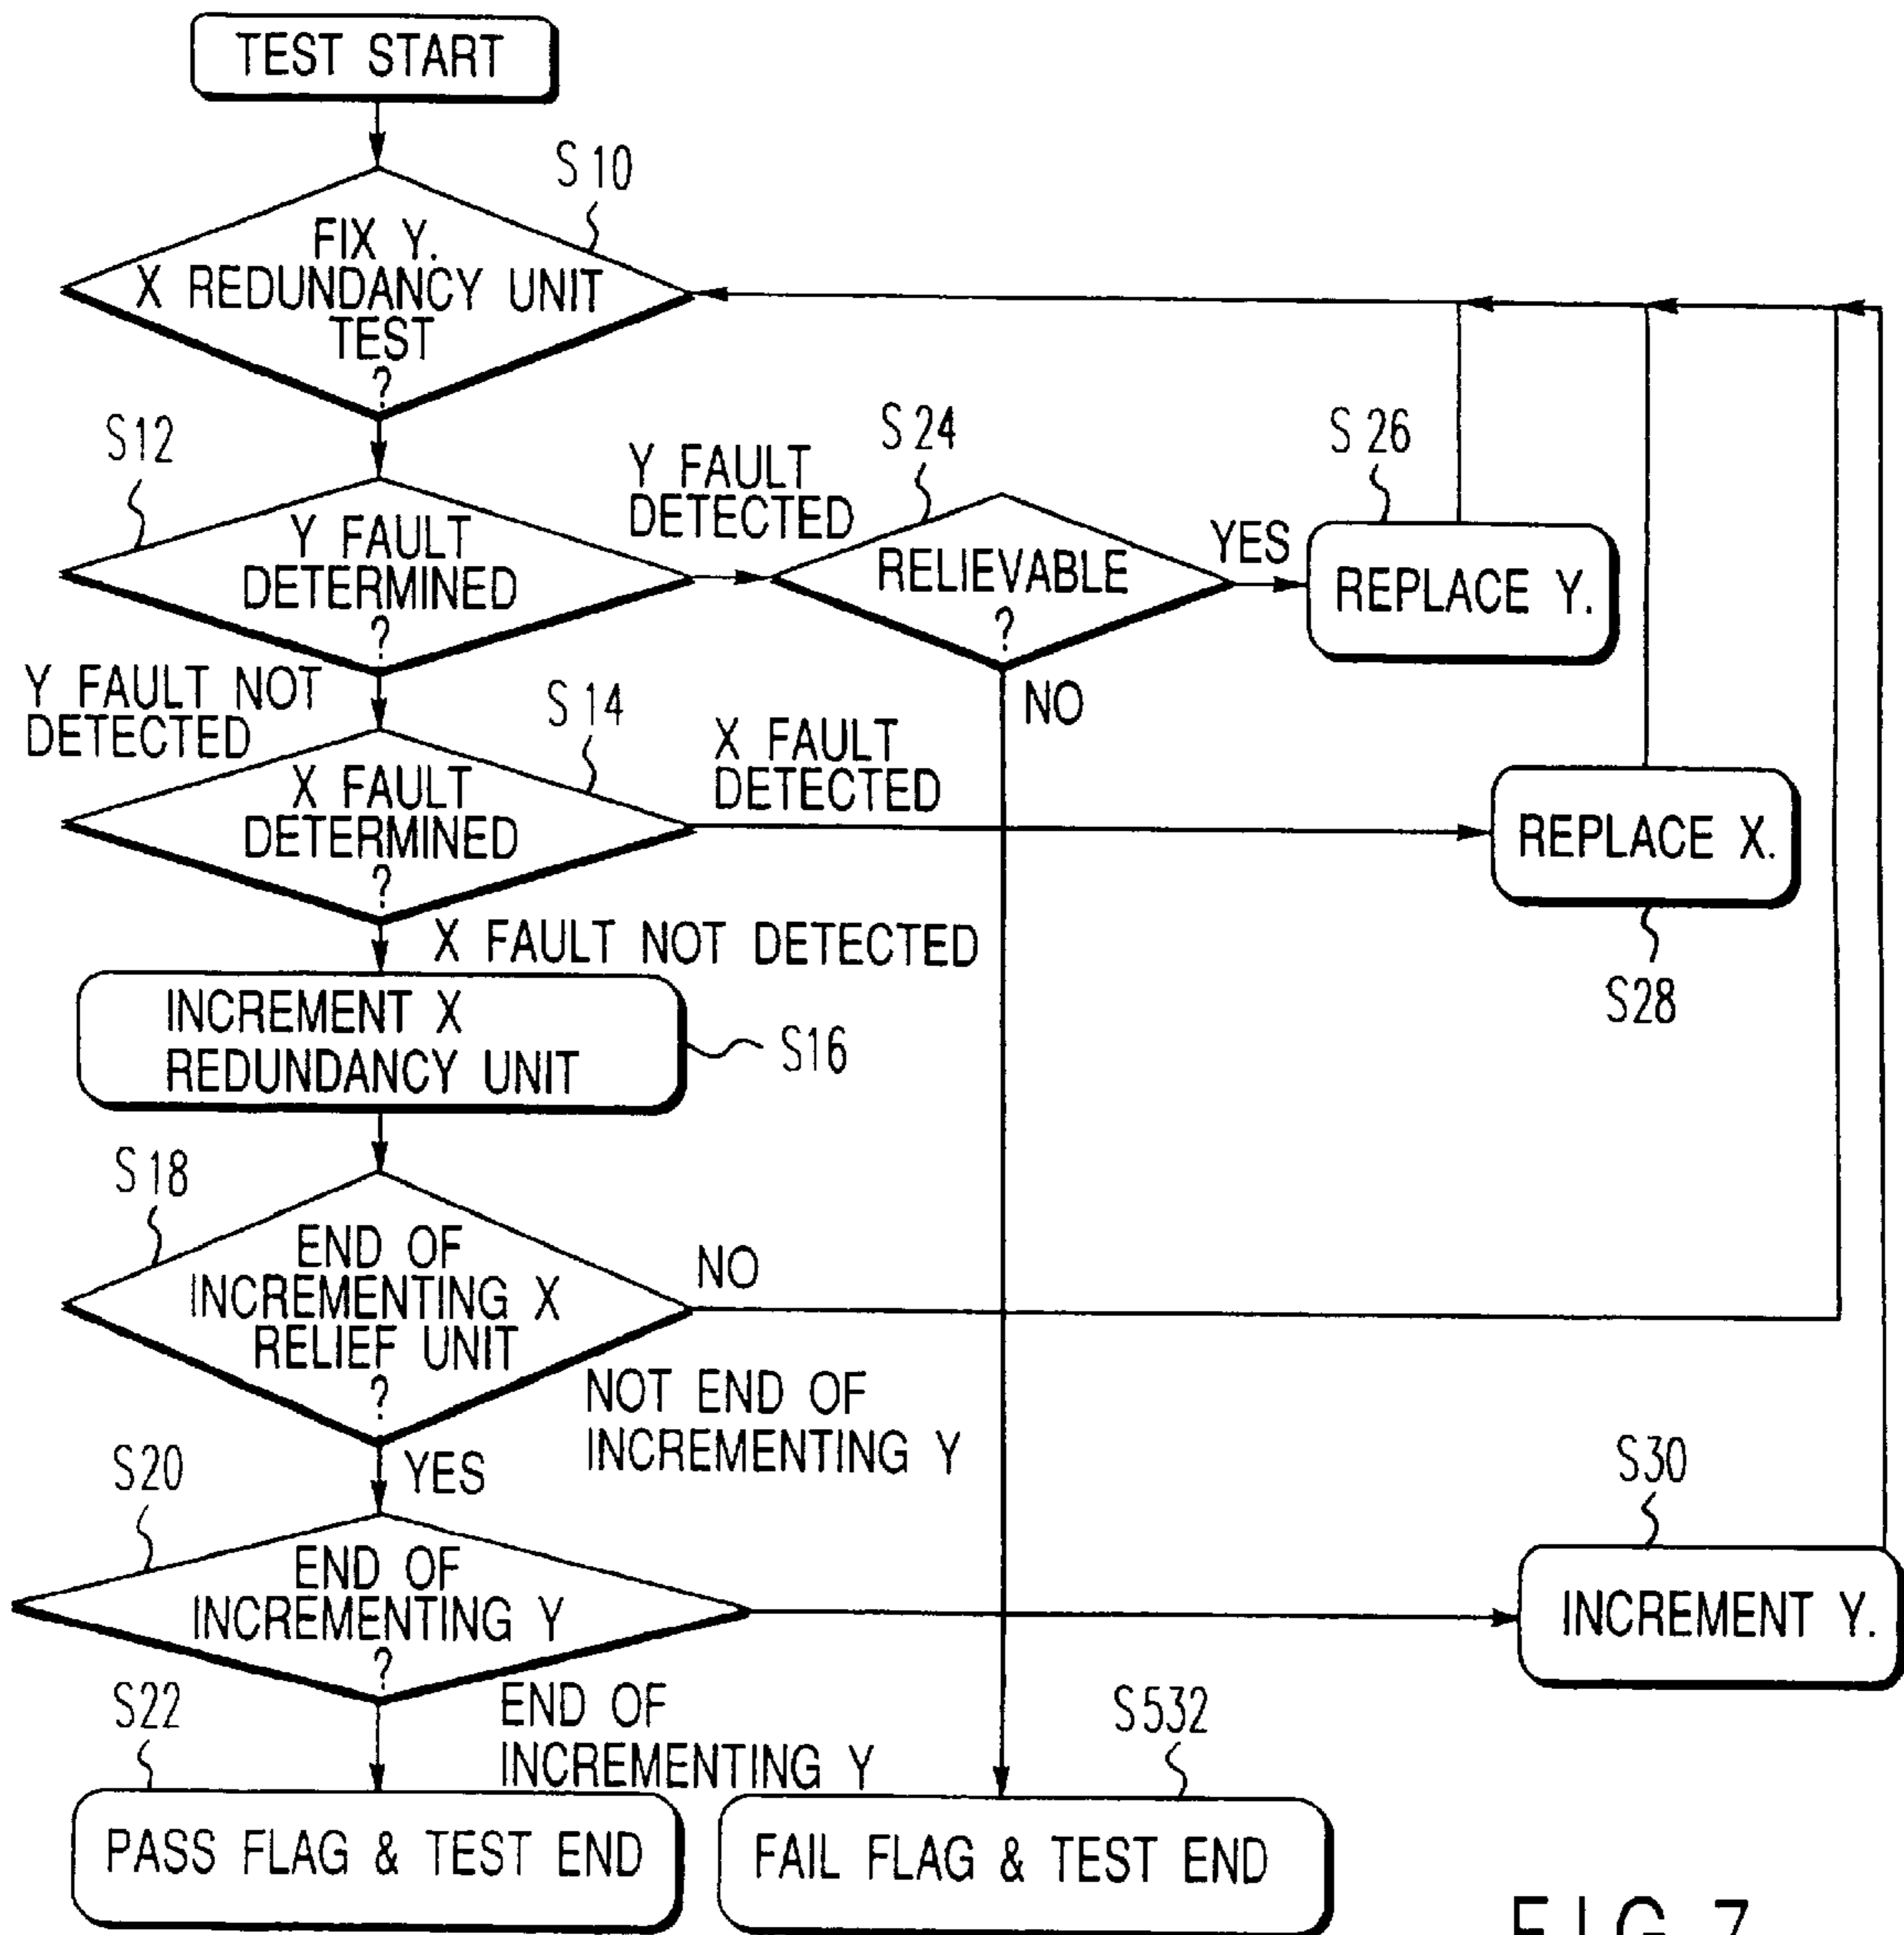 TEST START
S10
FIX Y.
X REDUNDANCY UNIT
TEST
?
S12
Y FAULT
DETERMINED
?
Y FAULT
DETECTED
S24
RELIEVABLE
?
YES
S26
REPLACE Y.
NO
Y FAULT NOT
DETECTED
S14
X FAULT
DETERMINED
?
X FAULT
DETECTED
REPLACE X.
S28
X FAULT NOT DETECTED
INCREMENT X
REDUNDANCY UNIT
S16
S18
END OF
INCREMENTING X
RELIEF UNIT
?
NO
YES
NOT END OF
INCREMENTING Y
S20
END OF
INCREMENTING Y
?
S30
INCREMENT Y.
END OF
INCREMENTING Y
S22
PASS FLAG & TEST END
S532
FAIL FLAG & TEST END
FIG. 7